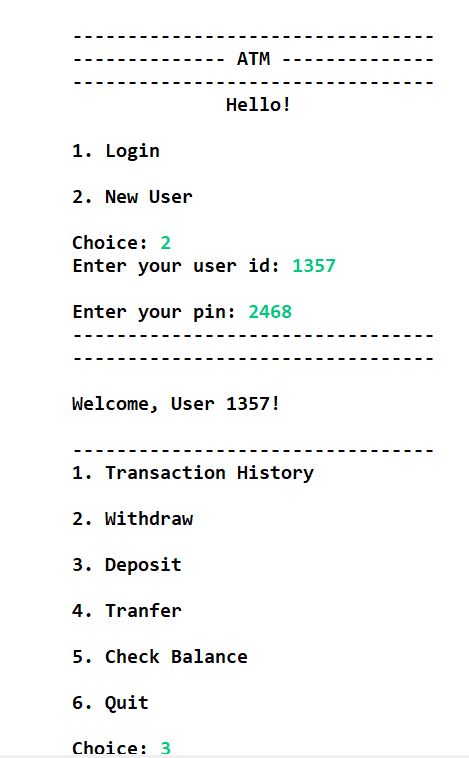 ---------------------------------
-------------- ATM --------------
---------------------------------
Hello!
1. Login
2. New User
Choice: 2
Enter your user id: 1357
Enter your pin: 2468
---------------------------------
---------------------------------
Welcome, User 1357!
---------------------------------
1. Transaction History
2. Withdraw
3. Deposit
4. Tranfer
5. Check Balance
6. Quit
Choice: 3